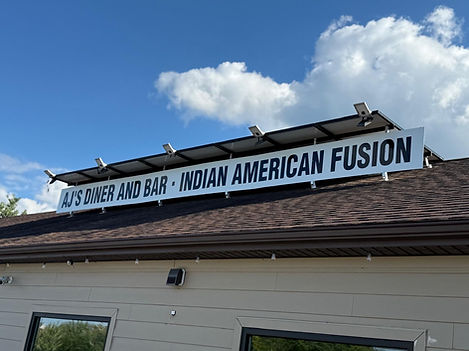 AJ'S DINER AND BAR · INDIAN AMERICAN FUSION